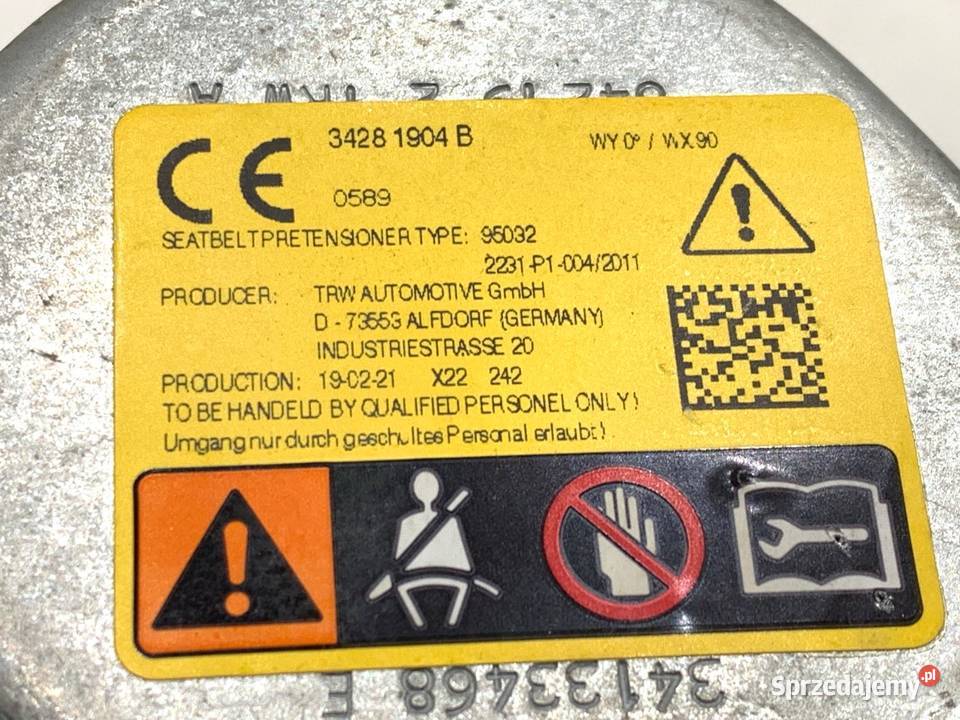 34281904 B
WY 0° / WX 90
CE
0589
SEATBELTPRETENSIONER TYPE: 95032
2231-P1-004/2011
PRODUCER: TRW AUTOMOTIVE GmbH
D - 73553 ALFDORF (GERMANY)
INDUSTRIESTRASSE 20
PRODUCTION: 19-02-21 X22 242
TO BE HANDELD BY QUALIFIED PERSONEL ONLY!
Umgang nur durch geschultes Personal erlaubt!
34133468 E
Sprzedajemy.pl